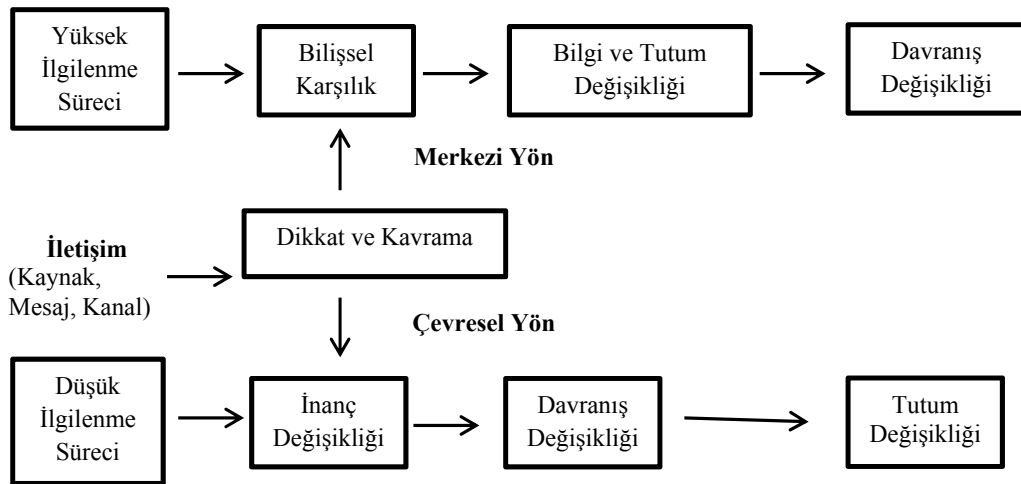 Yüksek
İlgilenme
Süreci
Bilişsel
Karşılık
Bilgi ve Tutum
Değişikliği
Davranış
Değişikliği
Merkezi Yön
Dikkat ve Kavrama
İletişim
(Kaynak,
Mesaj, Kanal)
Çevresel Yön
Düşük
İlgilenme
Süreci
İnanç
Değişikliği
Davranış
Değişikliği
Tutum
Değişikliği